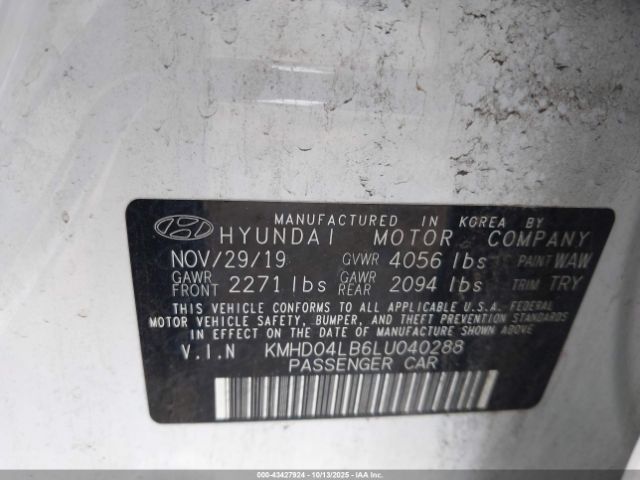 MANUFACTURED IN KOREA BY
HYUNDAI MOTOR COMPANY
NOV/29/19 GVWR 4056 lbs PAINT WAW
GAWR FRONT 2271 lbs GAWR REAR 2094 lbs TRIM TRY
THIS VEHICLE CONFORMS TO ALL APPLICABLE U.S.A. FEDERAL
MOTOR VEHICLE SAFETY, BUMPER, AND THEFT PREVENTION STANDARDS
IN EFFECT ON THE DATE OF MANUFACTURE SHOWN ABOVE.
V.I.N KMHD04LB6LU040288
PASSENGER CAR
000-43427924 | 10/13/2025 | IAAI.COM